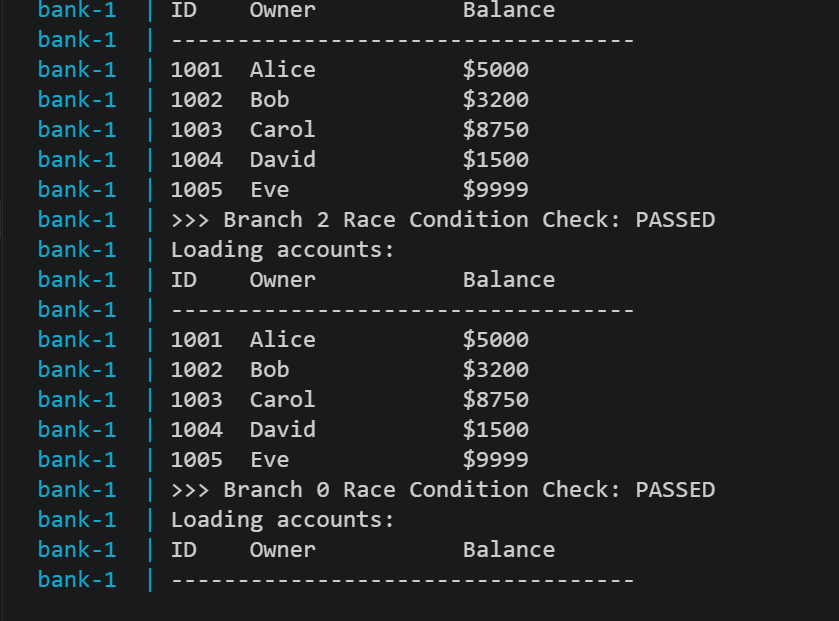 bank-1  | ID    Owner           Balance
bank-1  | -----------------------------------
bank-1  | 1001  Alice           $5000
bank-1  | 1002  Bob             $3200
bank-1  | 1003  Carol           $8750
bank-1  | 1004  David           $1500
bank-1  | 1005  Eve             $9999
bank-1  | >>> Branch 2 Race Condition Check: PASSED
bank-1  | Loading accounts:
bank-1  | ID    Owner           Balance
bank-1  | -----------------------------------
bank-1  | 1001  Alice           $5000
bank-1  | 1002  Bob             $3200
bank-1  | 1003  Carol           $8750
bank-1  | 1004  David           $1500
bank-1  | 1005  Eve             $9999
bank-1  | >>> Branch 0 Race Condition Check: PASSED
bank-1  | Loading accounts:
bank-1  | ID    Owner           Balance
bank-1  | -----------------------------------